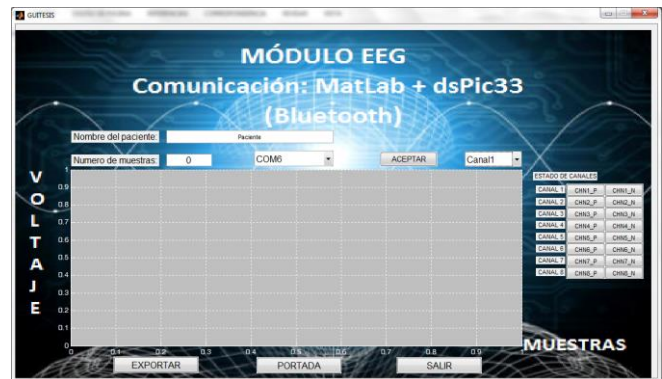 GUITESIS
MÓDULO EEG
Comunicación: MatLab + dsPic33
(Bluetooth)
Nombre del paciente: Paciente
Numero de muestras: 0 COM6 ACEPTAR Canal1
VOLTAJE
1
0.9
0.8
0.7
0.6
0.5
0.4
0.3
0.2
0.1
0
0 0.1 0.2 0.3 0.4 0.5 0.6 0.7 0.8 0.9
ESTADO DE CANALES
CANAL 1 CHN1_P CHN1_N
CANAL 2 CHN2_P CHN2_N
CANAL 3 CHN3_P CHN3_N
CANAL 4 CHN4_P CHN4_N
CANAL 5 CHN5_P CHN5_N
CANAL 6 CHN6_P CHN6_N
CANAL 7 CHN7_P CHN7_N
CANAL 8 CHN8_P CHN8_N
MUESTRAS
EXPORTAR PORTADA SALIR